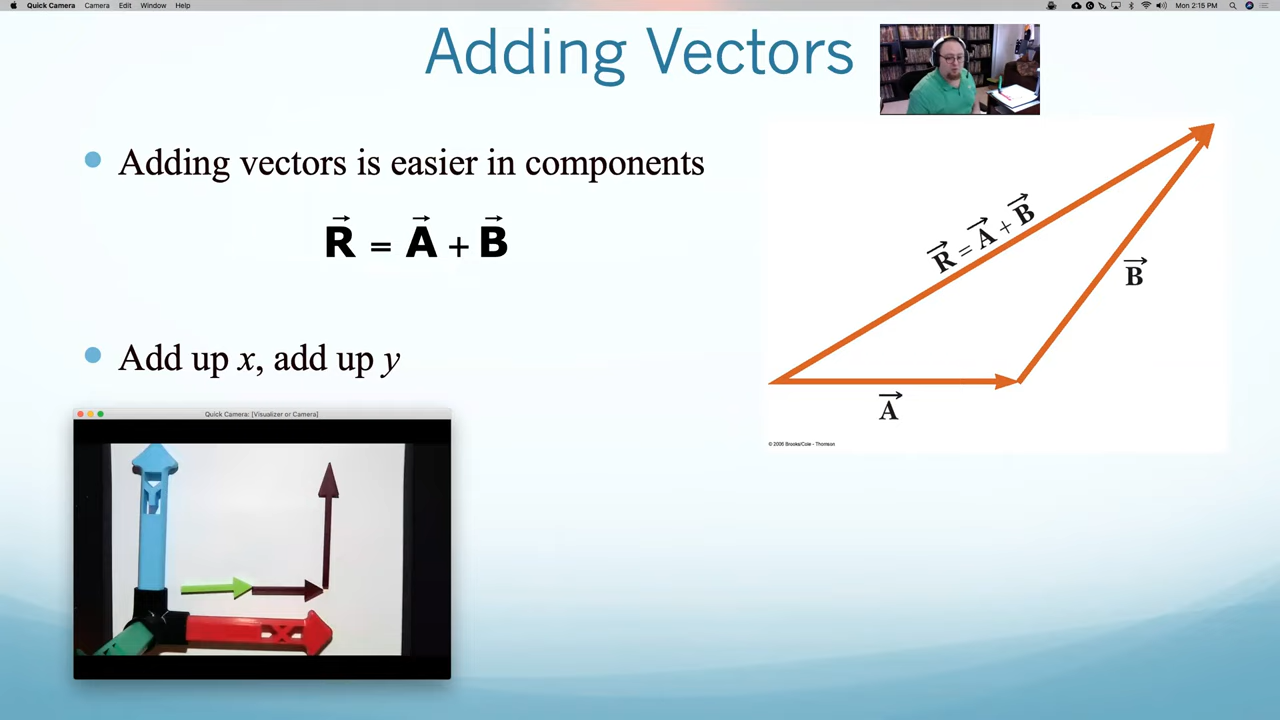 Quick Camera Camera Edit Window Help Mon 2:15 PM
Adding Vectors
Adding vectors is easier in components
R⃗ = A⃗ + B⃗
Add up x, add up y
R⃗ = A⃗ + B⃗
B⃗
A⃗
© 2006 Brooks/Cole - Thomson
Quick Camera: [Visualizer or Camera]
Y
X